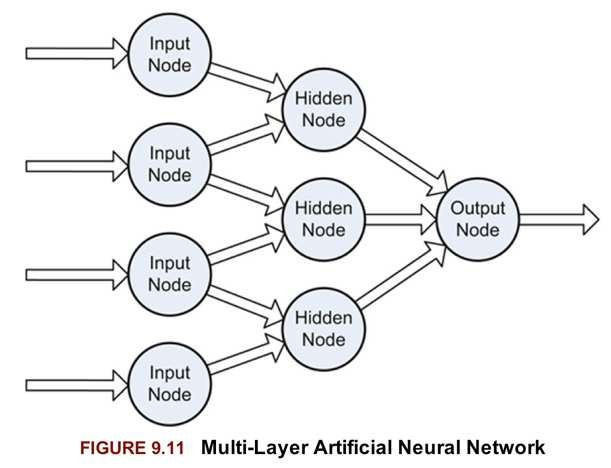 Input
Node
Hidden
Node
Input
Node
Hidden
Node
Output
Node
Input
Node
Hidden
Node
Input
Node
FIGURE 9.11 Multi-Layer Artificial Neural Network